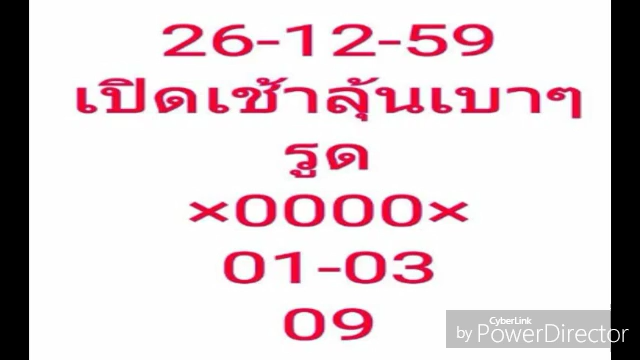 26-12-59
เปิดเช้าลุ้นเบาๆ
รูด
×0000×
01-03
09
CyberLink
by PowerDirector